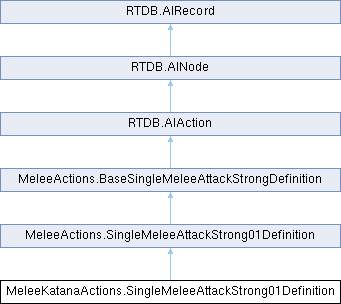 RTDB.AIRecord
RTDB.AINode
RTDB.AIAction
MeleeActions.BaseSingleMeleeAttackStrongDefinition
MeleeActions.SingleMeleeAttackStrong01Definition
MeleeKatanaActions.SingleMeleeAttackStrong01Definition